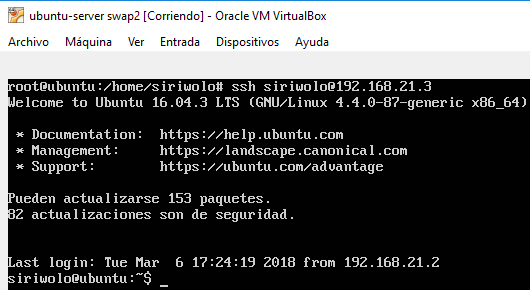 ubuntu-server swap2 [Corriendo] - Oracle VM VirtualBox
Archivo Máquina Ver Entrada Dispositivos Ayuda
root@ubuntu:/home/siriwolo# ssh siriwolo@192.168.21.3
Welcome to Ubuntu 16.04.3 LTS (GNU/Linux 4.4.0-87-generic x86_64)
* Documentation: https://help.ubuntu.com
* Management: https://landscape.canonical.com
* Support: https://ubuntu.com/advantage
Pueden actualizarse 153 paquetes.
82 actualizaciones son de seguridad.
Last login: Tue Mar 6 17:24:19 2018 from 192.168.21.2
siriwolo@ubuntu:~$ _